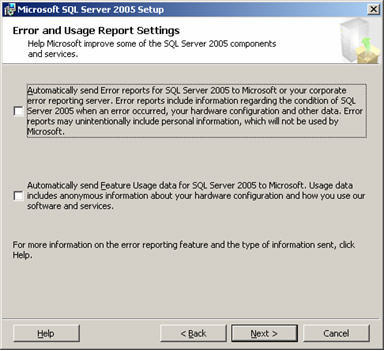 Microsoft SQL Server 2005 Setup
Error and Usage Report Settings
Help Microsoft improve some of the SQL Server 2005 components
and services.
Automatically send Error reports for SQL Server 2005 to Microsoft or your corporate
error reporting server. Error reports include information regarding the condition of SQL
Server 2005 when an error occurred, your hardware configuration and other data. Error
reports may unintentionally include personal information, which will not be used by
Microsoft.
Automatically send Feature Usage data for SQL Server 2005 to Microsoft. Usage data
includes anonymous information about your hardware configuration and how you use our
software and services.
For more information on the error reporting feature and the type of information sent, click
Help.
Help
< Back
Next >
Cancel